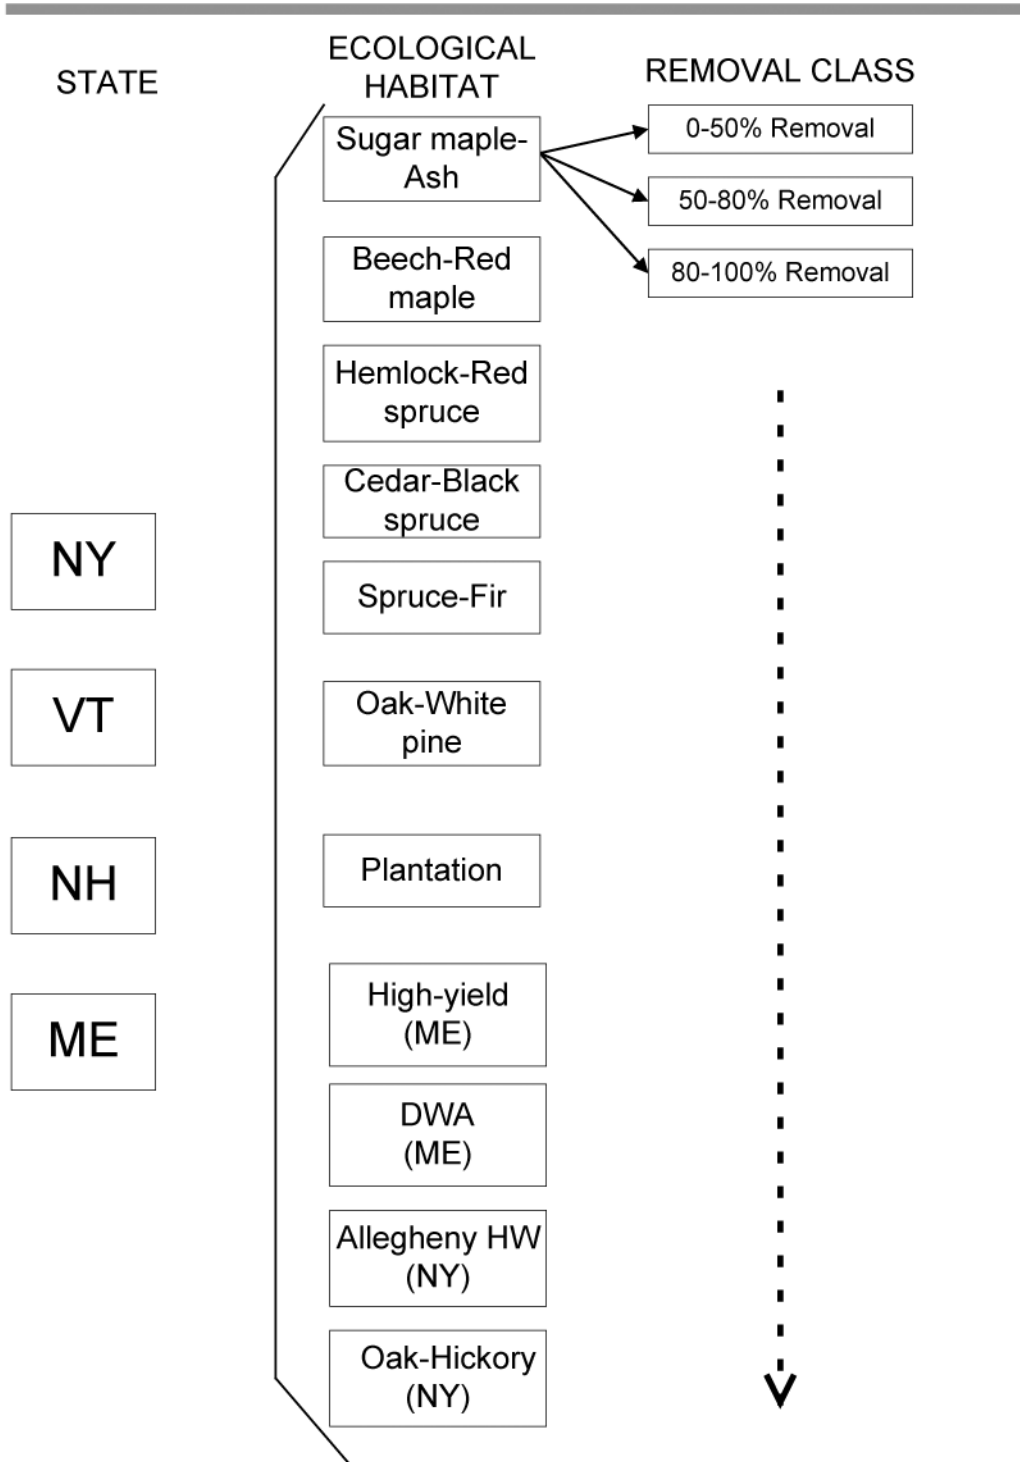 STATE
ECOLOGICAL
HABITAT
REMOVAL CLASS
Sugar maple-
Ash
0-50% Removal
50-80% Removal
80-100% Removal
Beech-Red
maple
Hemlock-Red
spruce
Cedar-Black
spruce
NY
Spruce-Fir
VT
Oak-White
pine
NH
Plantation
ME
High-yield
(ME)
DWA
(ME)
Allegheny HW
(NY)
Oak-Hickory
(NY)